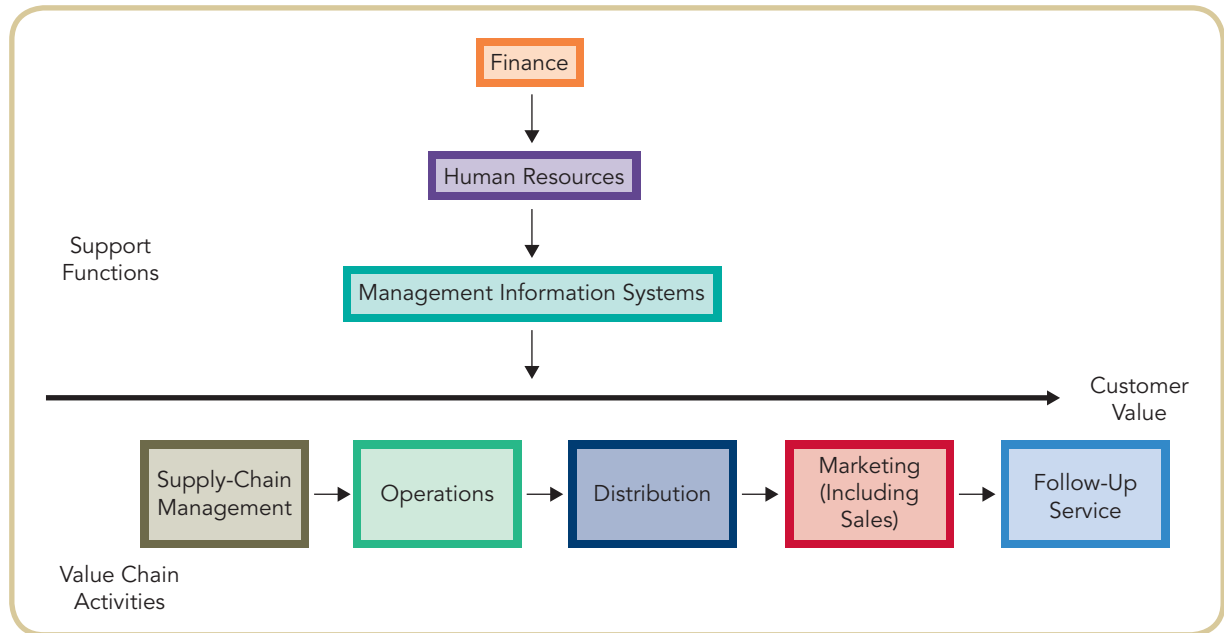 Finance
Human Resources
Support
Functions
Management Information Systems
Customer
Value
Supply-Chain
Management
Operations
Distribution
Marketing
(Including
Sales)
Follow-Up
Service
Value Chain
Activities